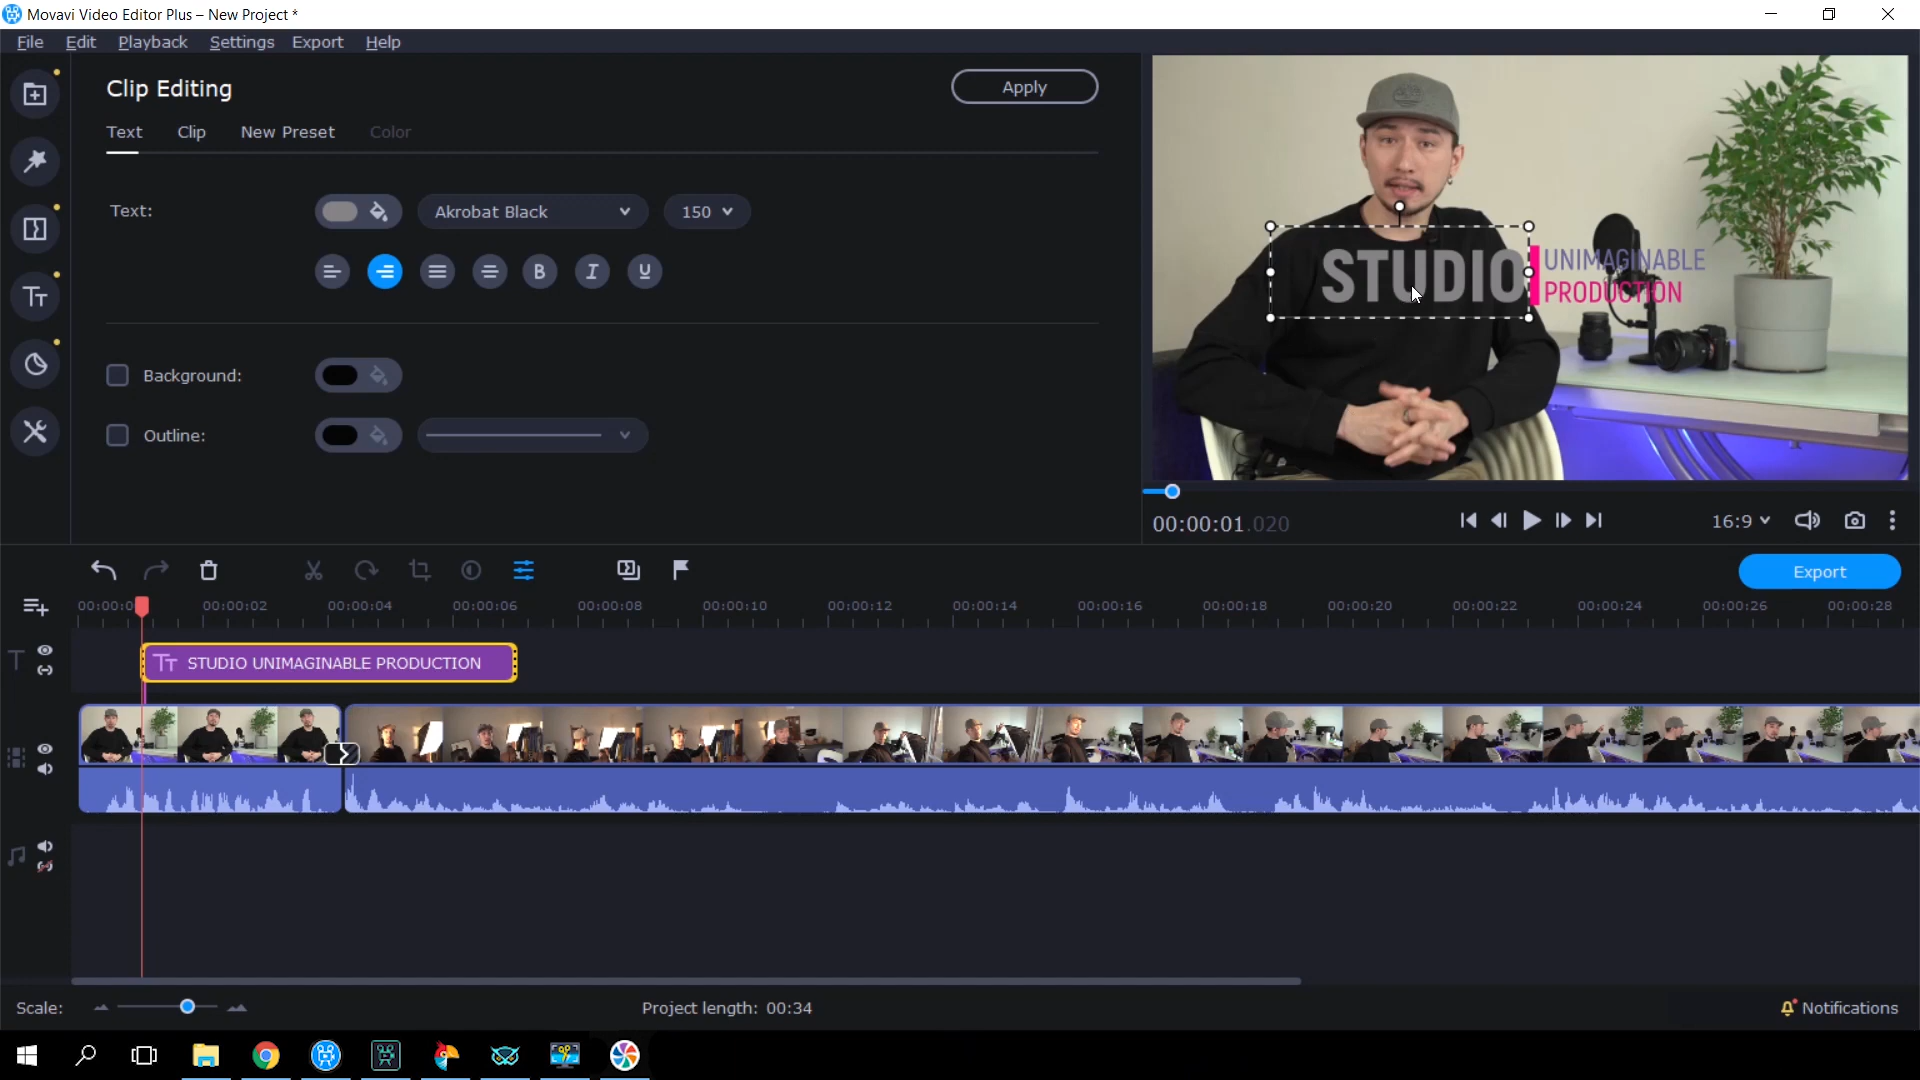 Movavi Video Editor Plus – New Project *
File Edit Playback Settings Export Help
Clip Editing
Apply
Text Clip New Preset Color
Text:
Akrobat Black
150
B I U
Background:
Outline:
STUDIO
UNIMAGINABLE
PRODUCTION
00:00:01.020
16:9
Export
00:00:0 00:00:02 00:00:04 00:00:06 00:00:08 00:00:10 00:00:12 00:00:14 00:00:16 00:00:18 00:00:20 00:00:22 00:00:24 00:00:26 00:00:28
STUDIO UNIMAGINABLE PRODUCTION
Scale:
Project length: 00:34
Notifications